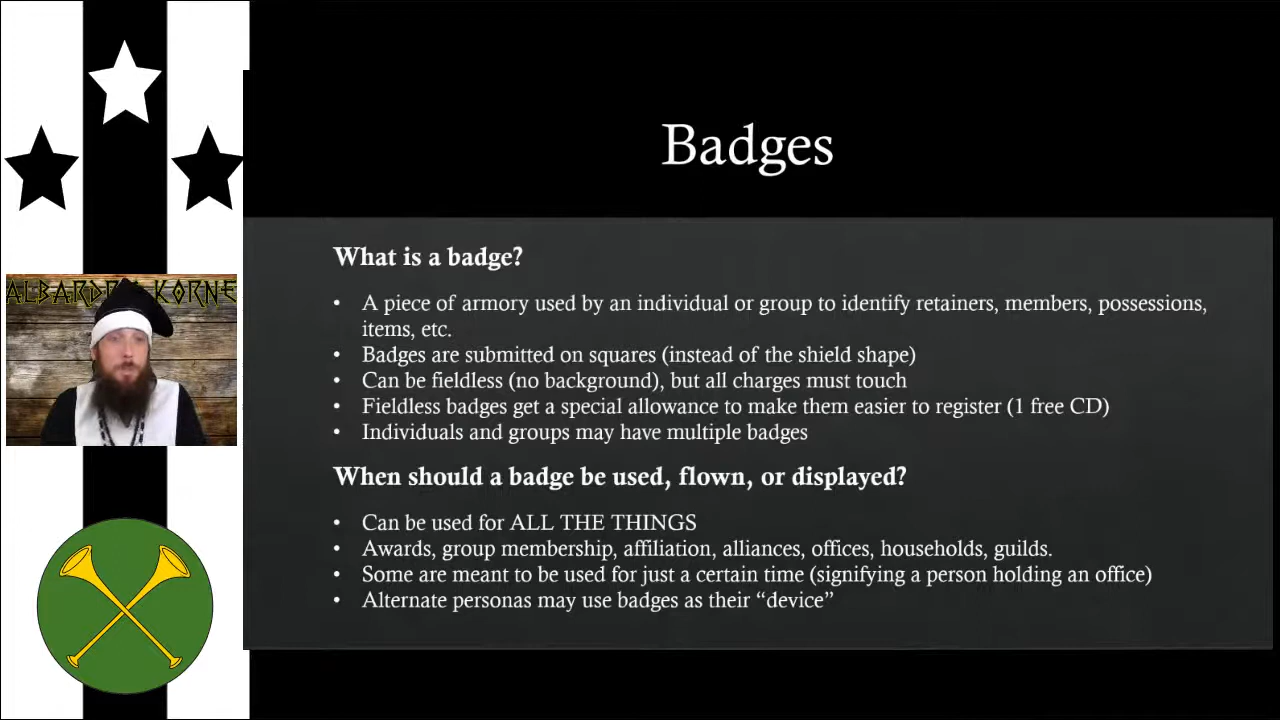 Badges
What is a badge?
• A piece of armory used by an individual or group to identify retainers, members, possessions,
items, etc.
• Badges are submitted on squares (instead of the shield shape)
• Can be fieldless (no background), but all charges must touch
• Fieldless badges get a special allowance to make them easier to register (1 free CD)
• Individuals and groups may have multiple badges
When should a badge be used, flown, or displayed?
• Can be used for ALL THE THINGS
• Awards, group membership, affiliation, alliances, offices, households, guilds.
• Some are meant to be used for just a certain time (signifying a person holding an office)
• Alternate personas may use badges as their “device”